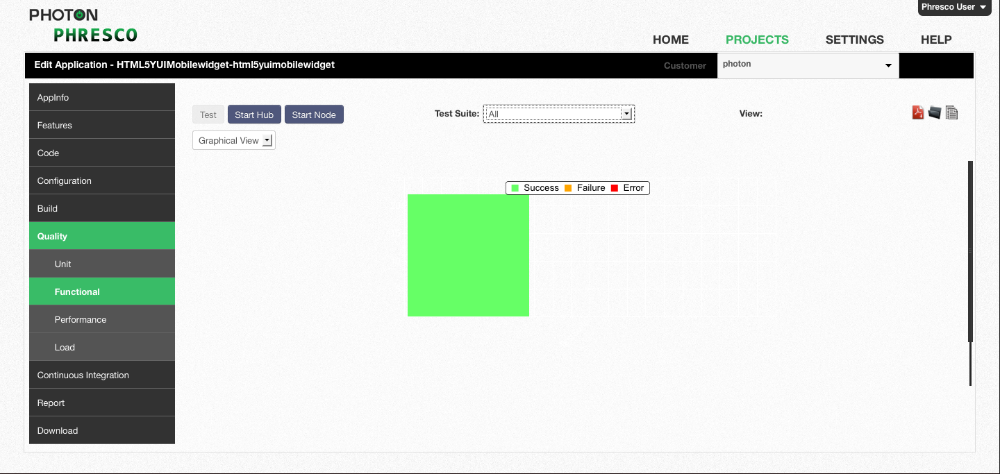 PHOTON
PHRESCO
Phresco User
HOME PROJECTS SETTINGS HELP
Edit Application - HTML5YUIMobilewidget-html5yuimobilewidget
Customer photon
AppInfo
Features
Code
Configuration
Build
Quality
Unit
Functional
Performance
Load
Continuous Integration
Report
Download
Test Start Hub Start Node Test Suite: All View:
Graphical View
Success Failure Error